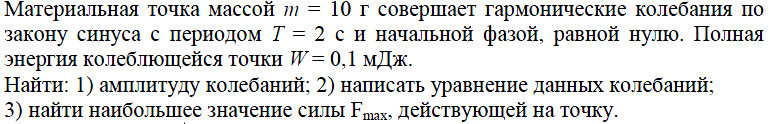 Материальная точка массой m = 10 г совершает гармонические колебания по
закону синуса с периодом T = 2 с и начальной фазой, равной нулю. Полная
энергия колеблющейся точки W = 0,1 мДж.
Найти: 1) амплитуду колебаний; 2) написать уравнение данных колебаний;
3) найти наибольшее значение силы Fmax, действующей на точку.